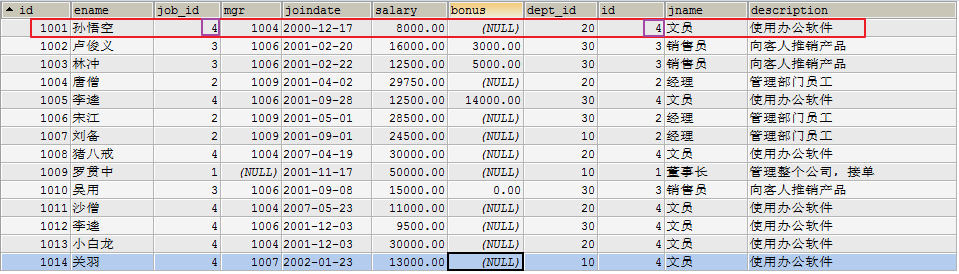 id ename job_id mgr joindate salary bonus dept_id id jname description
1001 孙悟空 4 1004 2000-12-17 8000.00 (NULL) 20 4 文员 使用办公软件
1002 卢俊义 3 1006 2001-02-20 16000.00 3000.00 30 3 销售员 向客人推销产品
1003 林冲 3 1006 2001-02-22 12500.00 5000.00 30 3 销售员 向客人推销产品
1004 唐僧 2 1009 2001-04-02 29750.00 (NULL) 20 2 经理 管理部门员工
1005 李逵 4 1006 2001-09-28 12500.00 14000.00 30 4 文员 使用办公软件
1006 宋江 2 1009 2001-05-01 28500.00 (NULL) 30 2 经理 管理部门员工
1007 刘备 2 1009 2001-09-01 24500.00 (NULL) 10 2 经理 管理部门员工
1008 猪八戒 4 1004 2007-04-19 30000.00 (NULL) 20 4 文员 使用办公软件
1009 罗贯中 1 (NULL) 2001-11-17 50000.00 (NULL) 10 1 董事长 管理整个公司，接单
1010 吴用 3 1006 2001-09-08 15000.00 0.00 30 3 销售员 向客人推销产品
1011 沙僧 4 1004 2007-05-23 11000.00 (NULL) 20 4 文员 使用办公软件
1012 李逵 4 1006 2001-12-03 9500.00 (NULL) 30 4 文员 使用办公软件
1013 小白龙 4 1004 2001-12-03 30000.00 (NULL) 20 4 文员 使用办公软件
1014 关羽 4 1007 2002-01-23 13000.00 (NULL) 10 4 文员 使用办公软件